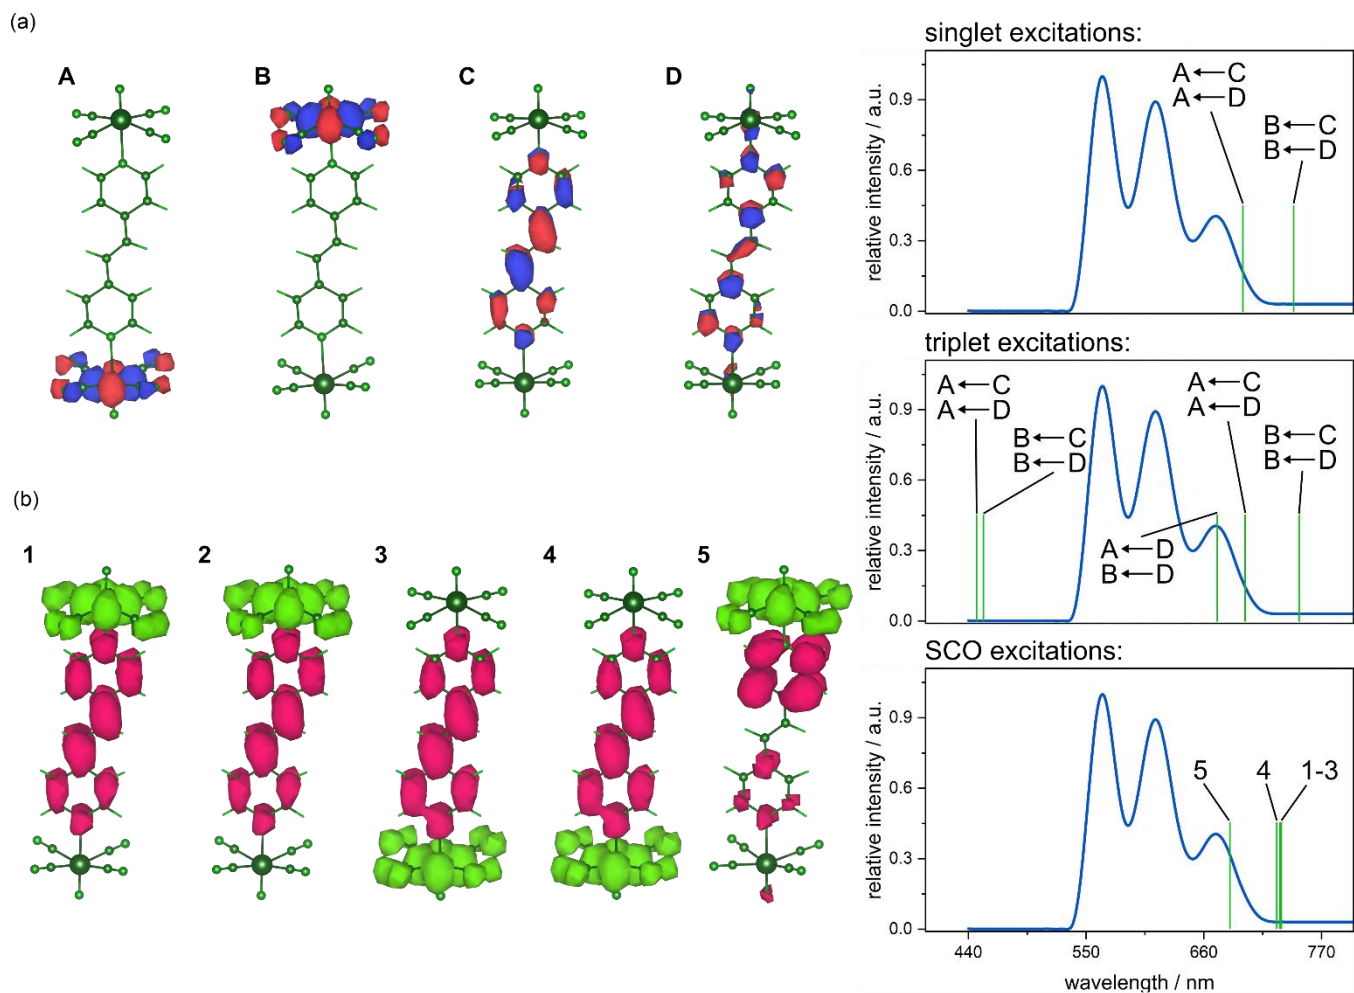 (a)
A
B
C
D
(b)
1
2
3
4
5
singlet excitations:
relative intensity / a.u.
0.9
0.6
0.3
0.0
A←C
A←D
B←C
B←D
triplet excitations:
relative intensity / a.u.
0.9
0.6
0.3
0.0
A←C
A←D
B←C
B←D
A←D
B←D
A←C
A←D
B←C
B←D
SCO excitations:
relative intensity / a.u.
0.9
0.6
0.3
0.0
5
4
1-3
440
550
660
770
wavelength / nm